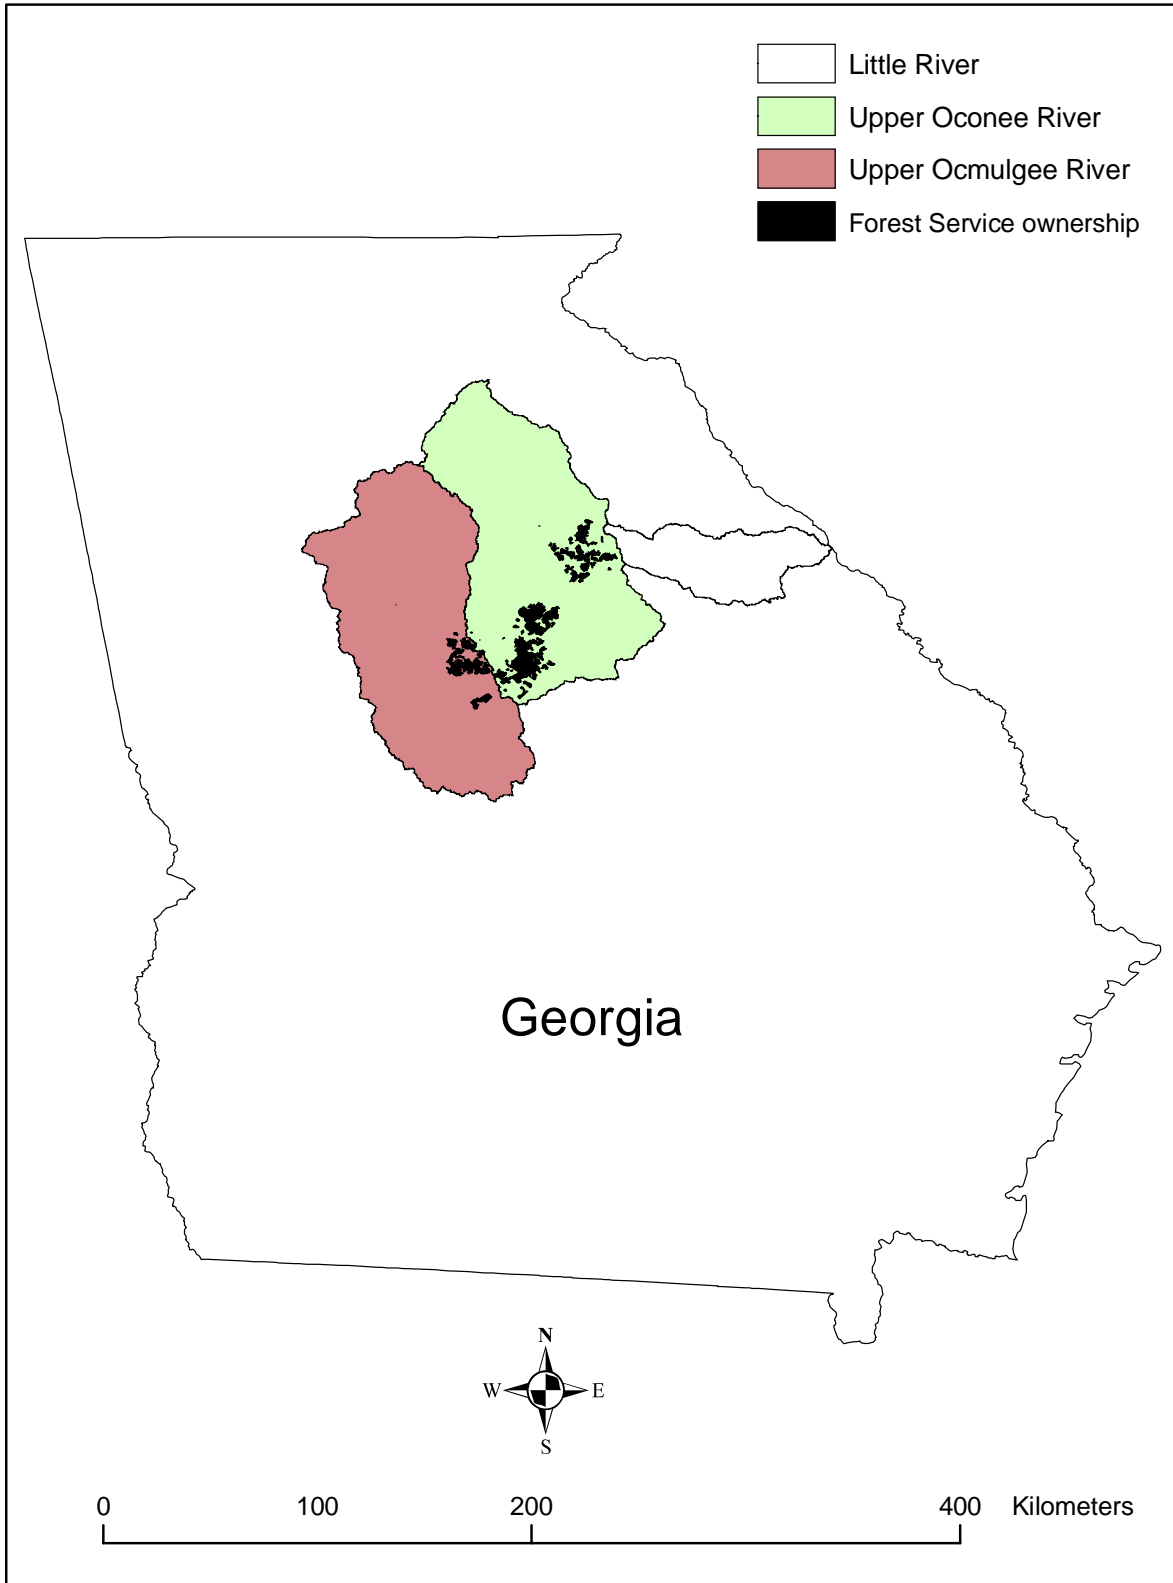 Little River
Upper Oconee River
Upper Ocmulgee River
Forest Service ownership
Georgia
N
W E
S
0 100 200 400 Kilometers